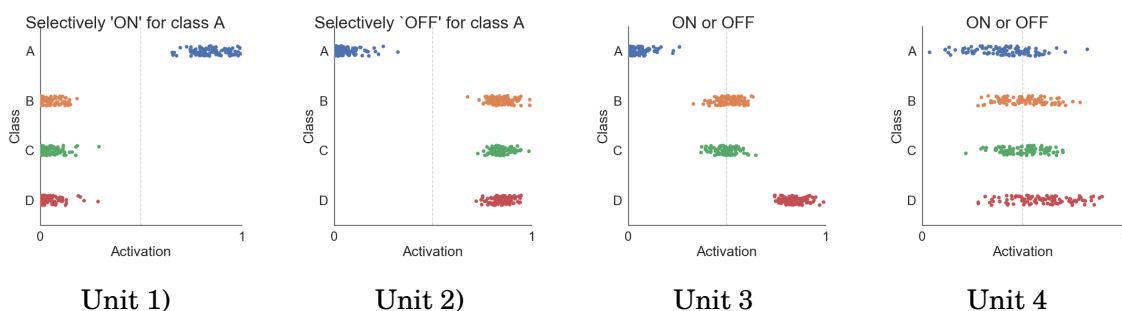 Selectively 'ON' for class A
A
B
C
D
Class
0
1
Activation
Unit 1)
Selectively `OFF' for class A
A
B
C
D
Class
0
1
Activation
Unit 2)
ON or OFF
A
B
C
D
Class
0
1
Activation
Unit 3
ON or OFF
A
B
C
D
Class
0
1
Activation
Unit 4